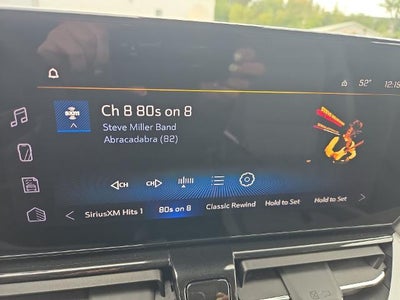 52° 12:15
Ch 8 80s on 8
SXM
Steve Miller Band
Abracadabra (82)
CH CH
SiriusXM Hits 1 80s on 8 Classic Rewind Hold to Set Hold to Set